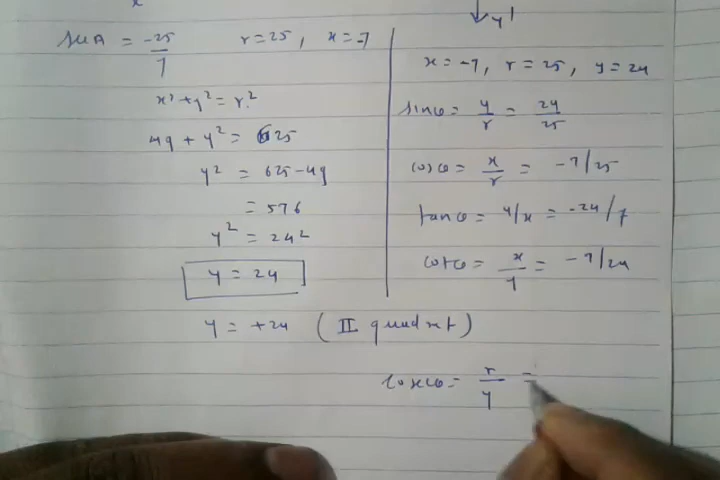 x
y'
sec A = -25/7 r = 25, x = -7
x² + y² = r²
49 + y² = 625
y² = 625 - 49
= 576
y² = 24²
y = 24
y = +24 (II quadrant)
x = -7, r = 25, y = 24
sinθ = y/r = 24/25
cosθ = x/r = -7/25
tanθ = y/x = -24/7
cotθ = x/y = -7/24
cosecθ = r/y =